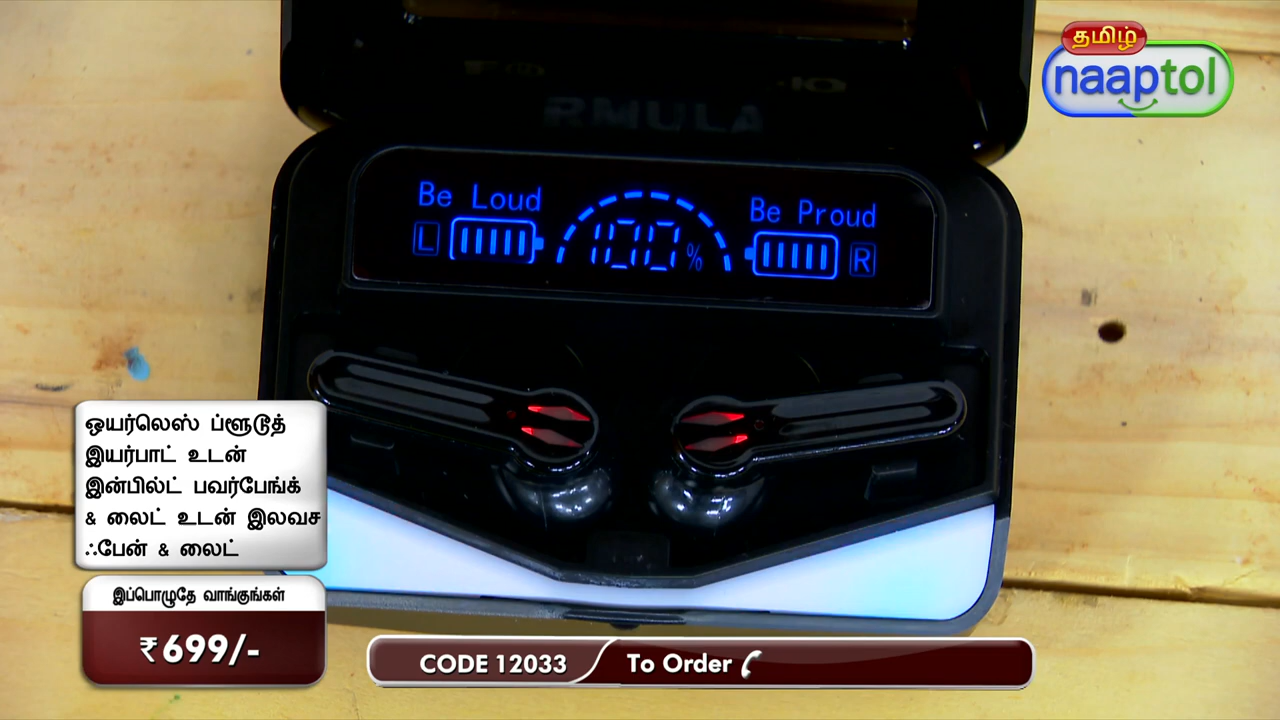 தமிழ்
naaptol
RMULA
Be Loud
Be Proud
L
100%
R
ஒயர்லெஸ் ப்ளூடூத்
இயர்பாட் உடன்
இன்பில்ட் பவர்பேங்க்
& லைட் உடன் இலவச
ஃபேன் & லைட்
இப்பொழுதே வாங்குங்கள்
₹699/-
CODE 12033 To Order